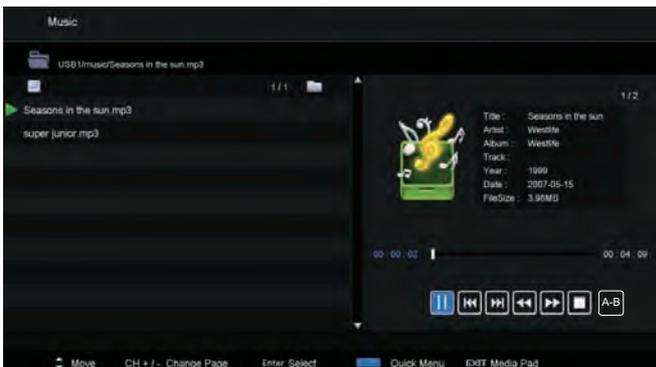 Music
USB1/music/Seasons in the sun.mp3
1/1
Seasons in the sun.mp3
super junior.mp3
1/2
Title : Seasons in the sun
Artist : Westlife
Album : Westlife
Track :
Year : 1999
Date : 2007-05-15
FileSize : 3.98MB
00:00:02 00:04:09
A-B
Move CH + / - Change Page Enter Select Quick Menu EXIT Media Pad